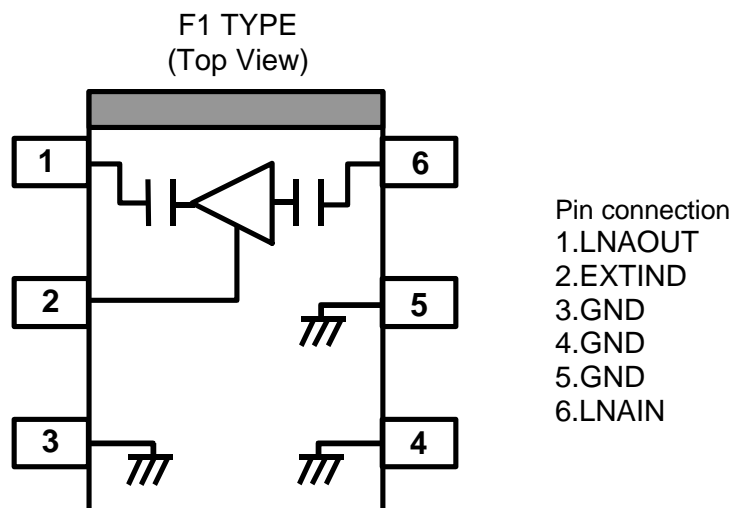 F1 TYPE
(Top View)
1
6
2
5
3
4
Pin connection
1.LNAOUT
2.EXTIND
3.GND
4.GND
5.GND
6.LNAIN